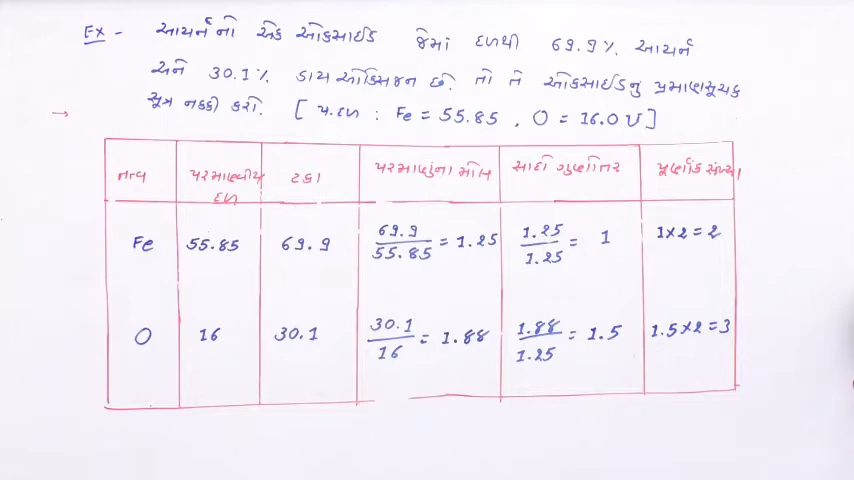 Ex - આયર્નનો એક ઓક્સાઈડ જેમાં દળથી 69.9% આયર્ન
અને 30.1% ડાયઓક્સિજન છે. તો તે ઓક્સાઈડનું પ્રમાણસૂચક
→ સૂત્ર નક્કી કરો. [ પ.દળ : Fe = 55.85 , O = 16.0 U ]
તત્વ પરમાણ્વીય દળ ટકા પરમાણુંના મોલ સાદો ગુણોત્તર પૂર્ણાંક સંખ્યા
Fe 55.85 69.9 69.9/55.85 = 1.25 1.25/1.25 = 1 1×2 = 2
O 16 30.1 30.1/16 = 1.88 1.88/1.25 = 1.5 1.5×2 = 3